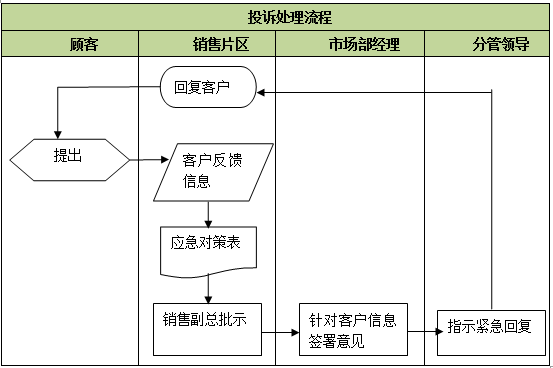 投诉处理流程
顾客 销售片区 市场部经理 分管领导
回复客户
提出
客户反馈
信息
应急对策表
销售副总批示
针对客户信息
签署意见
指示紧急回复